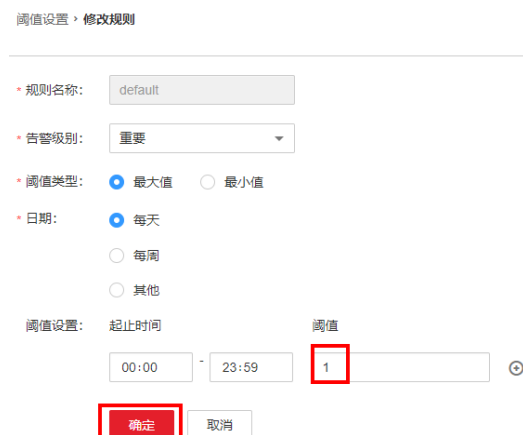 阈值设置 › 修改规则
* 规则名称： default
* 告警级别： 重要
* 阈值类型： 最大值 最小值
* 日期： 每天
每周
其他
阈值设置： 起止时间 阈值
00:00 - 23:59 1
确定 取消